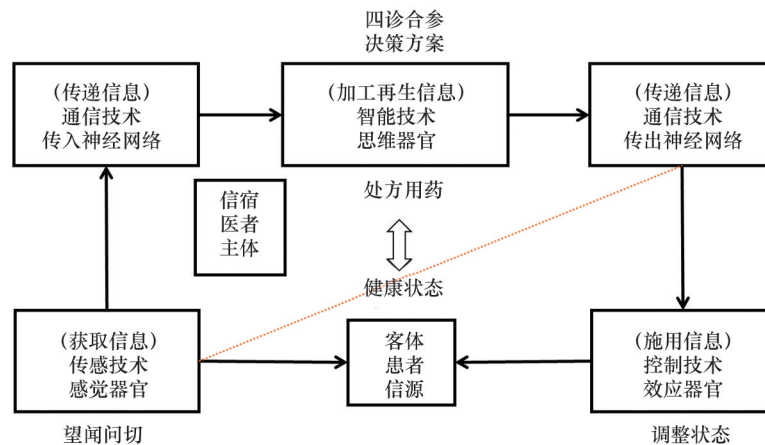 四诊合参
决策方案
(传递信息)
通信技术
传入神经网络
(加工再生信息)
智能技术
思维器官
(传递信息)
通信技术
传出神经网络
信宿
医者
主体
处方用药
健康状态
(获取信息)
传感技术
感觉器官
客体
患者
信源
(施用信息)
控制技术
效应器官
望闻问切
调整状态